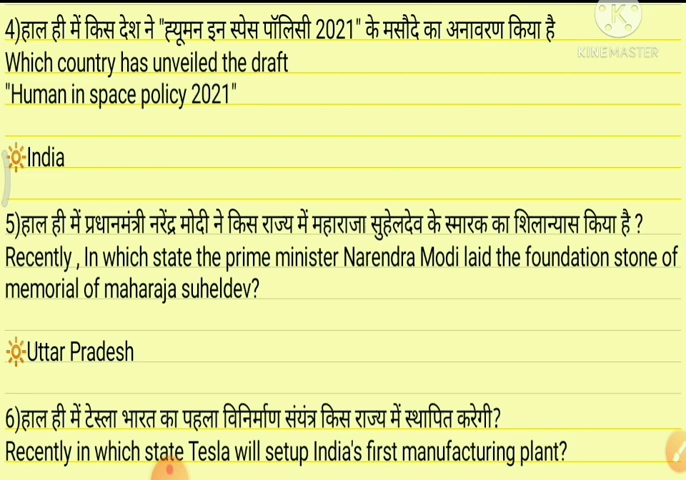 4)हाल ही में किस देश ने "ह्यूमन इन स्पेस पॉलिसी 2021" के मसौदे का अनावरण किया है
K
KINEMASTER
Which country has unveiled the draft
"Human in space policy 2021"
India
5)हाल ही में प्रधानमंत्री नरेंद्र मोदी ने किस राज्य में महाराजा सुहेलदेव के स्मारक का शिलान्यास किया है ?
Recently , In which state the prime minister Narendra Modi laid the foundation stone of
memorial of maharaja suheldev?
Uttar Pradesh
6)हाल ही में टेस्ला भारत का पहला विनिर्माण संयंत्र किस राज्य में स्थापित करेगी?
Recently in which state Tesla will setup India's first manufacturing plant?